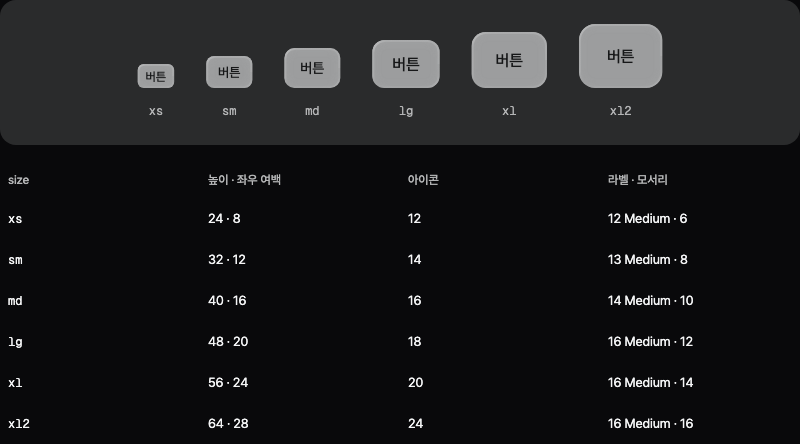 버튼 버튼 버튼 버튼 버튼 버튼
xs sm md lg xl xl2
size 높이 · 좌우 여백 아이콘 라벨 · 모서리
xs 24 · 8 12 12 Medium · 6
sm 32 · 12 14 13 Medium · 8
md 40 · 16 16 14 Medium · 10
lg 48 · 20 18 16 Medium · 12
xl 56 · 24 20 16 Medium · 14
xl2 64 · 28 24 16 Medium · 16